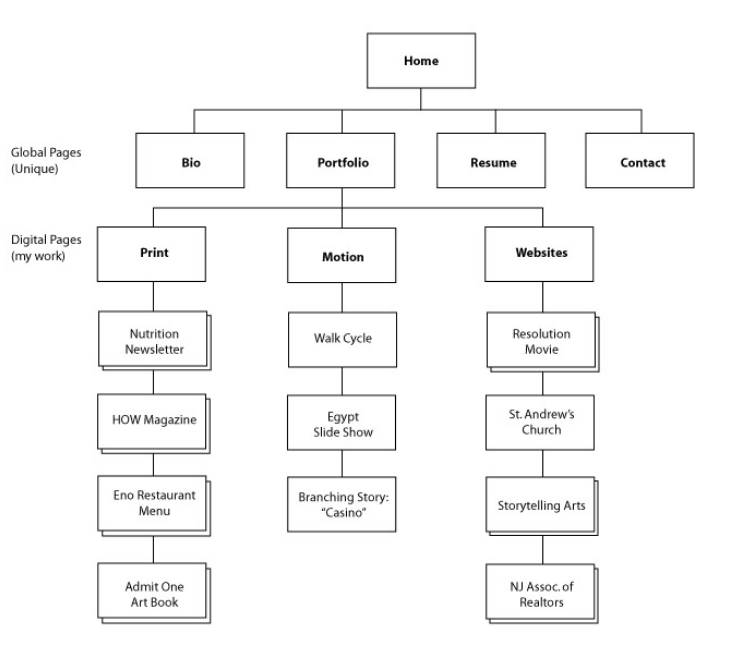 Home
Global Pages
(Unique)
Bio
Portfolio
Resume
Contact
Digital Pages
(my work)
Print
Motion
Websites
Nutrition
Newsletter
Walk Cycle
Resolution
Movie
HOW Magazine
Egypt
Slide Show
St. Andrew's
Church
Eno Restaurant
Menu
Branching Story:
"Casino"
Storytelling Arts
Admit One
Art Book
NJ Assoc. of
Realtors